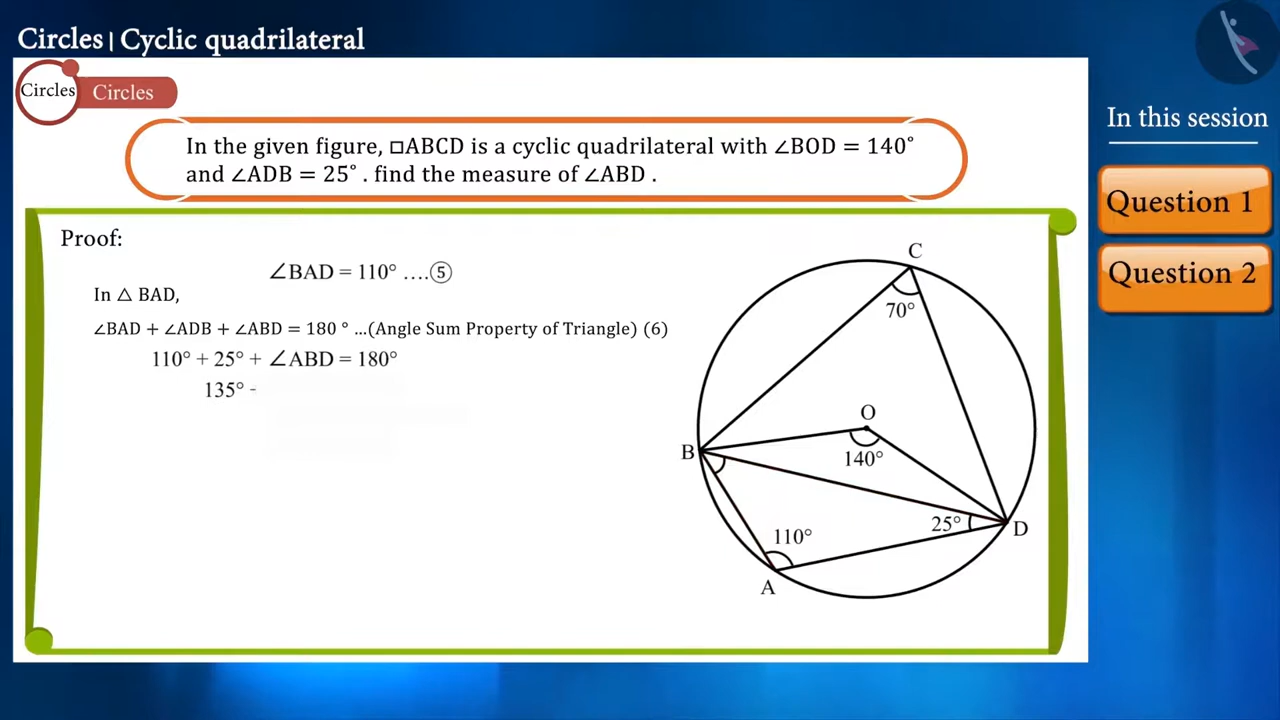 Circles | Cyclic quadrilateral
Circles
Circles
In this session
In the given figure, □ABCD is a cyclic quadrilateral with ∠BOD = 140°
and ∠ADB = 25° . find the measure of ∠ABD .
Question 1
Question 2
Proof:
∠BAD = 110° ....⑤
In △ BAD,
∠BAD + ∠ADB + ∠ABD = 180 ° ...(Angle Sum Property of Triangle) (6)
110° + 25° + ∠ABD = 180°
135° -
C
70°
O
B
140°
25°
D
110°
A